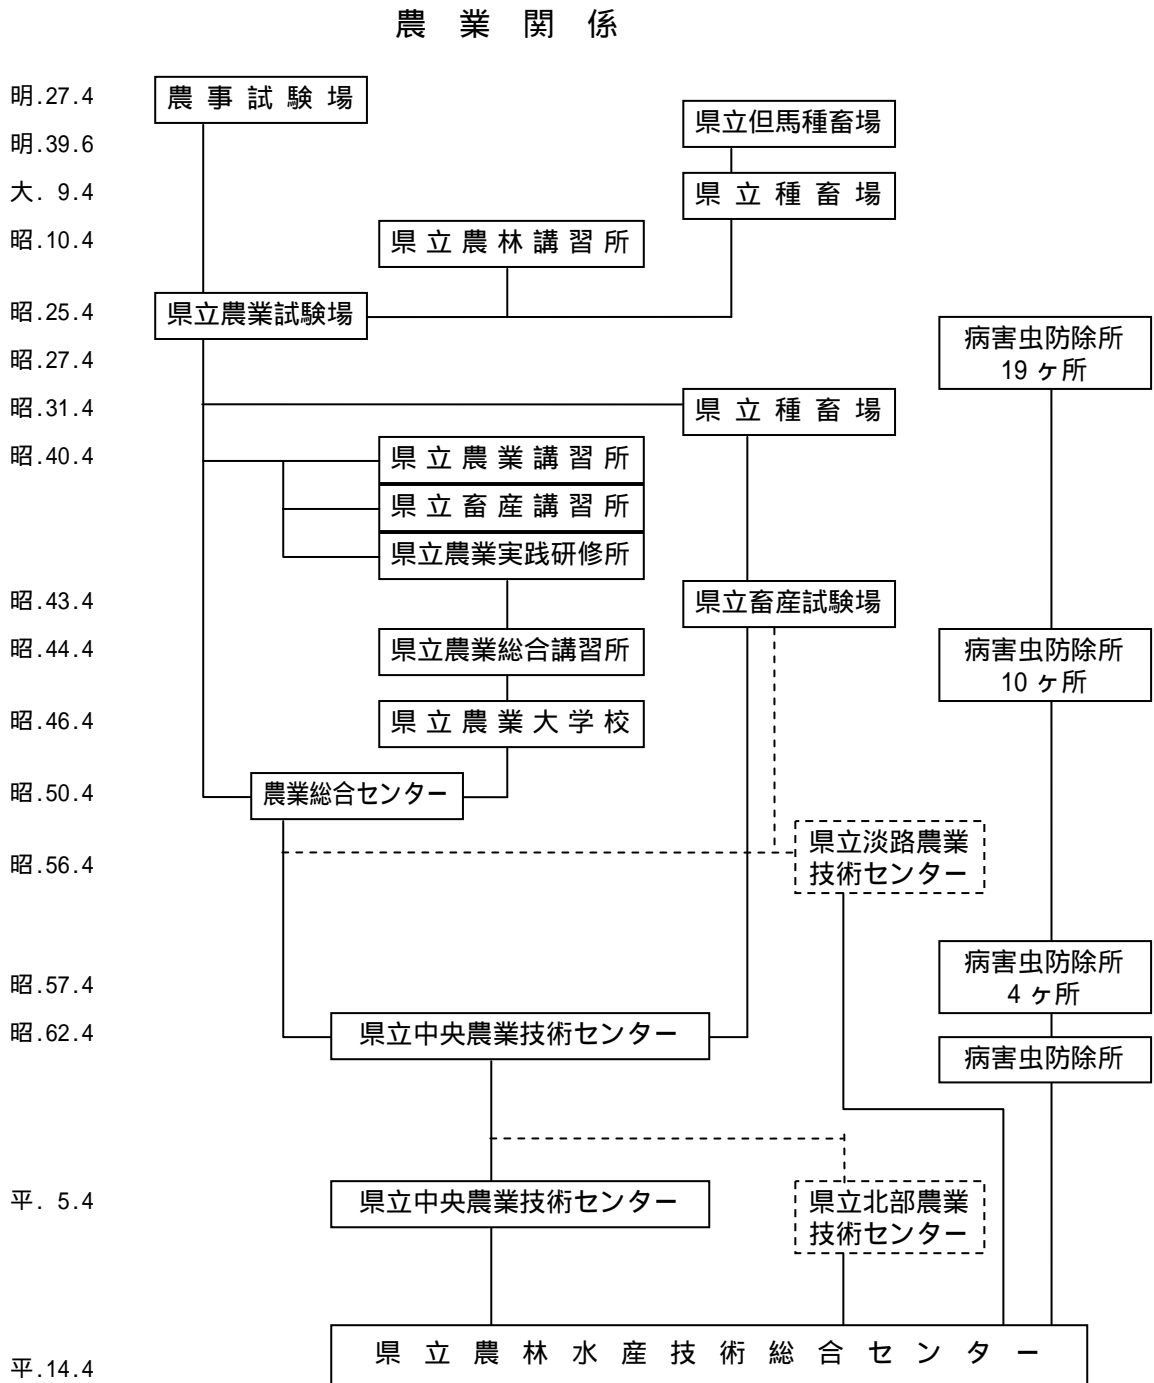 農業関係
明.27.4
農事試験場
県立但馬種畜場
明.39.6
大. 9.4
県立種畜場
昭.10.4
県立農林講習所
昭.25.4
県立農業試験場
病害虫防除所
19ヶ所
昭.27.4
昭.31.4
県立種畜場
昭.40.4
県立農業講習所
県立畜産講習所
県立農業実践研修所
昭.43.4
県立畜産試験場
昭.44.4
県立農業総合講習所
病害虫防除所
10ヶ所
昭.46.4
県立農業大学校
昭.50.4
農業総合センター
昭.56.4
県立淡路農業
技術センター
昭.57.4
病害虫防除所
4ヶ所
昭.62.4
県立中央農業技術センター
病害虫防除所
平. 5.4
県立中央農業技術センター
県立北部農業
技術センター
平.14.4
県立農林水産技術総合センター